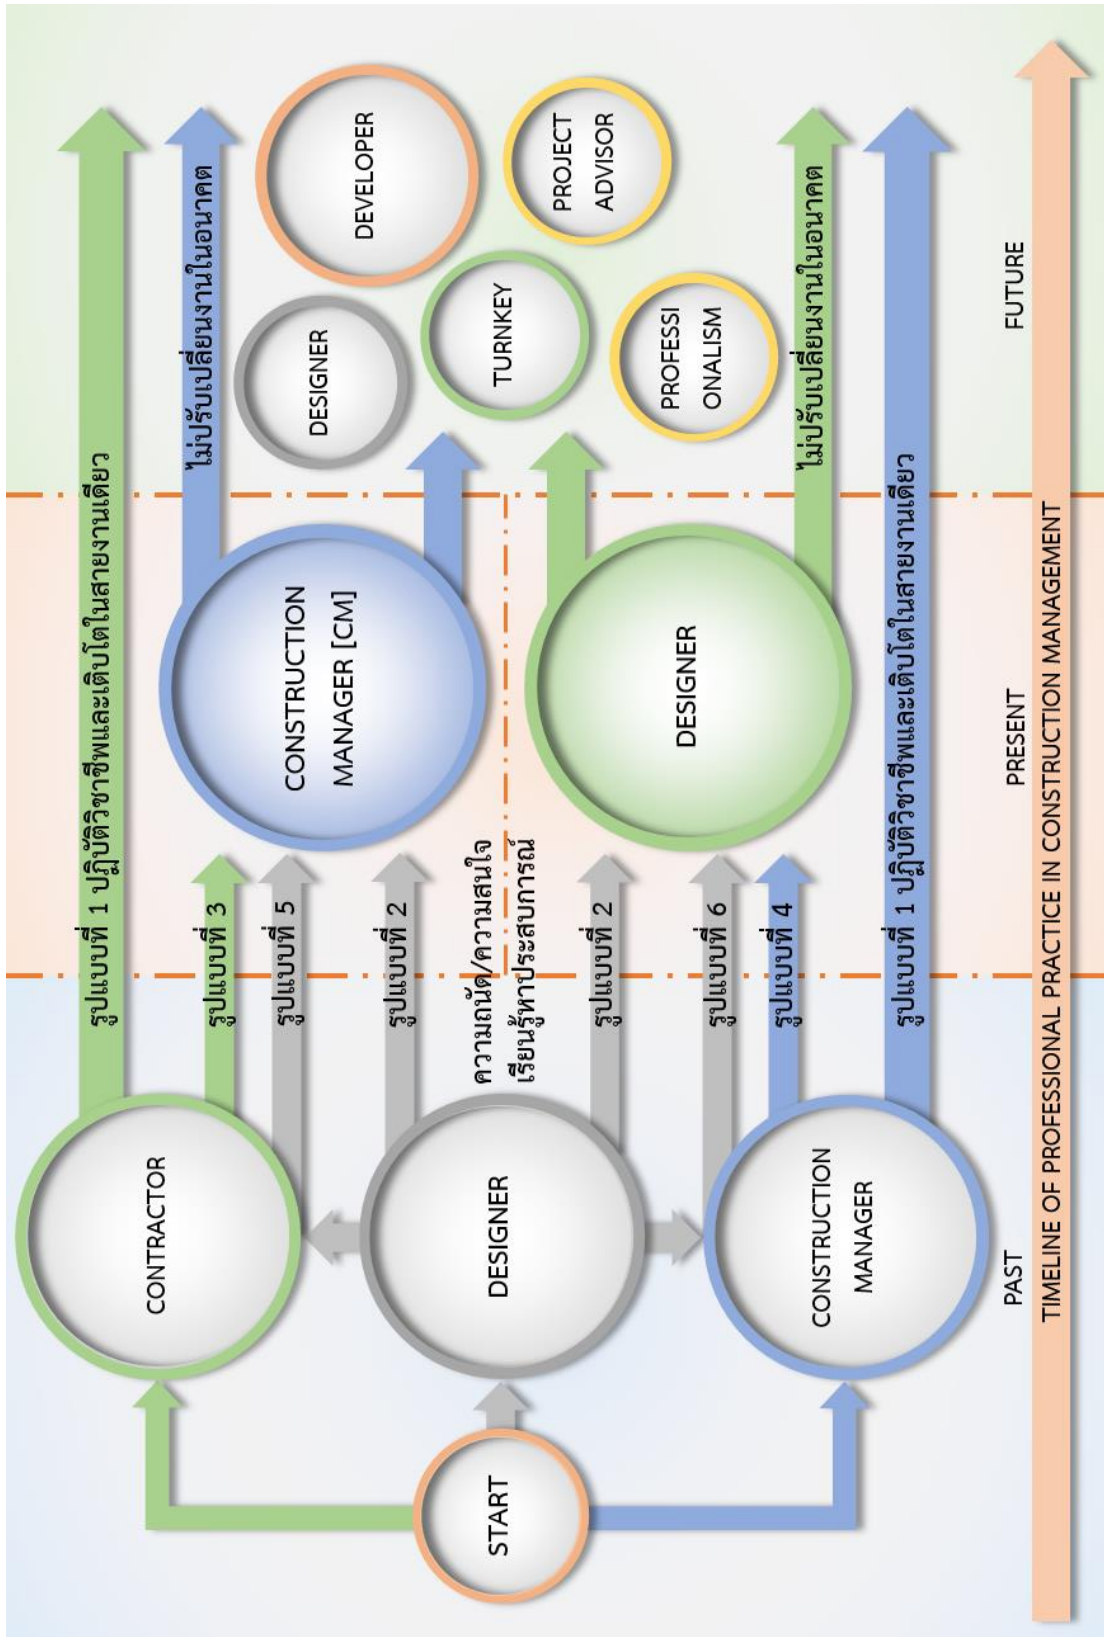 รูปแบบที่ 1 ปฏิบัติวิชาชีพและเติบโตในสายงานเดียว
ไม่ปรับเปลี่ยนงานในอนาคต
CONTRACTOR
รูปแบบที่ 3
รูปแบบที่ 5
รูปแบบที่ 2
CONSTRUCTION
MANAGER [CM]
DESIGNER
DEVELOPER
TURNKEY
PROJECT
ADVISOR
PROFESSI
ONALISM
START
DESIGNER
ความถนัด/ความสนใจ
เรียนรู้หาประสบการณ์
รูปแบบที่ 2
รูปแบบที่ 6
รูปแบบที่ 4
DESIGNER
ไม่ปรับเปลี่ยนงานในอนาคต
CONSTRUCTION
MANAGER
รูปแบบที่ 1 ปฏิบัติวิชาชีพและเติบโตในสายงานเดียว
PAST
PRESENT
FUTURE
TIMELINE OF PROFESSIONAL PRACTICE IN CONSTRUCTION MANAGEMENT